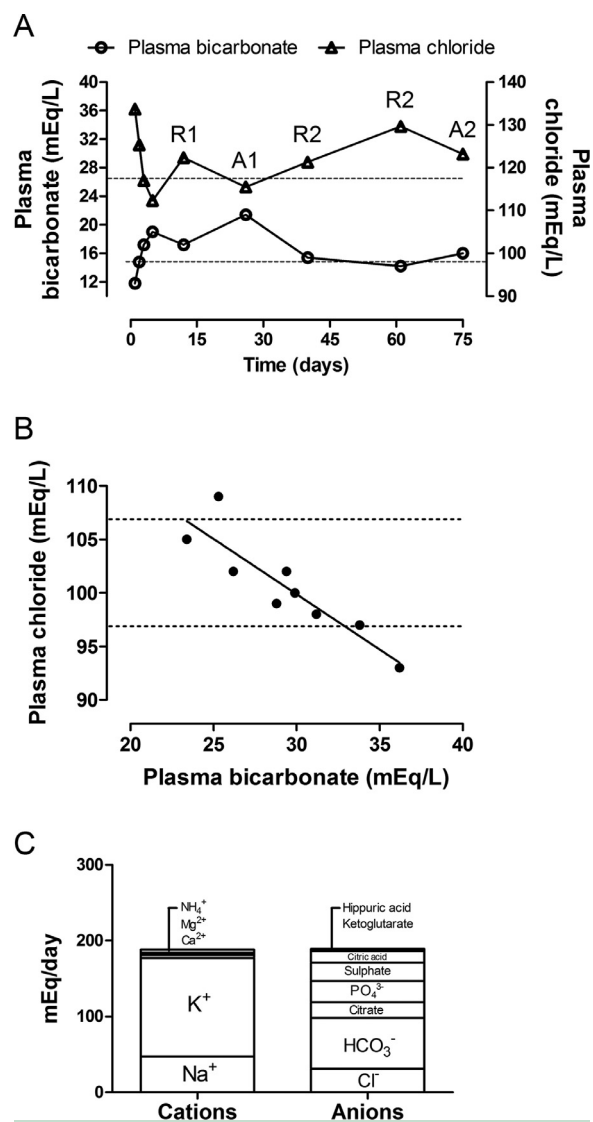 A
Plasma bicarbonate
Plasma chloride
Plasma
bicarbonate (mEq/L)
40
36
32
28
24
20
16
12
140
130
120
110
100
90
Plasma
chloride (mEq/L)
R1
A1
R2
R2
A2
0
15
30
45
60
75
Time (days)
B
Plasma chloride (mEq/L)
110
105
100
95
90
20
25
30
35
40
Plasma bicarbonate (mEq/L)
C
mEq/day
300
200
100
0
NH₄⁺
Mg²⁺
Ca²⁺
K⁺
Na⁺
Hippuric acid
Ketoglutarate
Citric acid
Sulphate
PO₄³⁻
Citrate
HCO₃⁻
Cl⁻
Cations
Anions